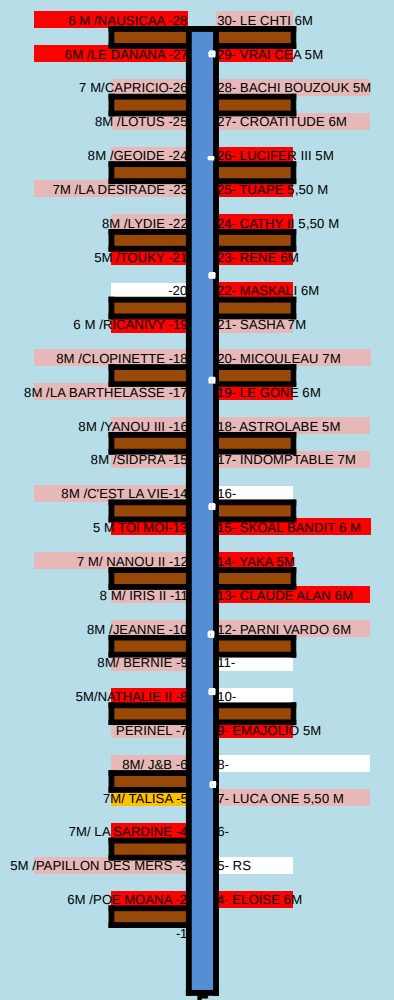 6 M /NAUSICAA -28
30- LE CHTI 6M
6M /LE DANANA -27
29- VRAI CEA 5M
7 M/CAPRICIO-26
28- BACHI BOUZOUK 5M
8M /LOTUS -25
27- CROATITUDE 6M
8M /GEOIDE -24
26- LUCIFER III 5M
7M /LA DESIRADE -23
25- TUAPE 5,50 M
8M /LYDIE -22
24- CATHY II 5,50 M
5M /TOUKY -21
23- RENE 6M
-20
22- MASKALI 6M
6 M /RICANIVY -19
21- SASHA 7M
8M /CLOPINETTE -18
20- MICOULEAU 7M
8M /LA BARTHELASSE -17
19- LE GONE 6M
8M /YANOU III -16
18- ASTROLABE 5M
8M /SIDPRA -15
17- INDOMPTABLE 7M
8M /C'EST LA VIE-14
16-
5 M TOI MOI-13
15- SKOAL BANDIT 6 M
7 M/ NANOU II -12
14- YAKA 5M
8 M/ IRIS II -11
13- CLAUDE ALAN 6M
8M /JEANNE -10
12- PARNI VARDO 6M
8M/ BERNIE -9
11-
5M/NATHALIE II -8
10-
PERINEL -7
9- EMAJOLIO 5M
8M/ J&B -6
8-
7M/ TALISA -5
7- LUCA ONE 5,50 M
7M/ LA SARDINE -4
6-
5M /PAPILLON DES MERS -3
5- RS
6M /POE MOANA -2
4- ELOISE 6M
-1